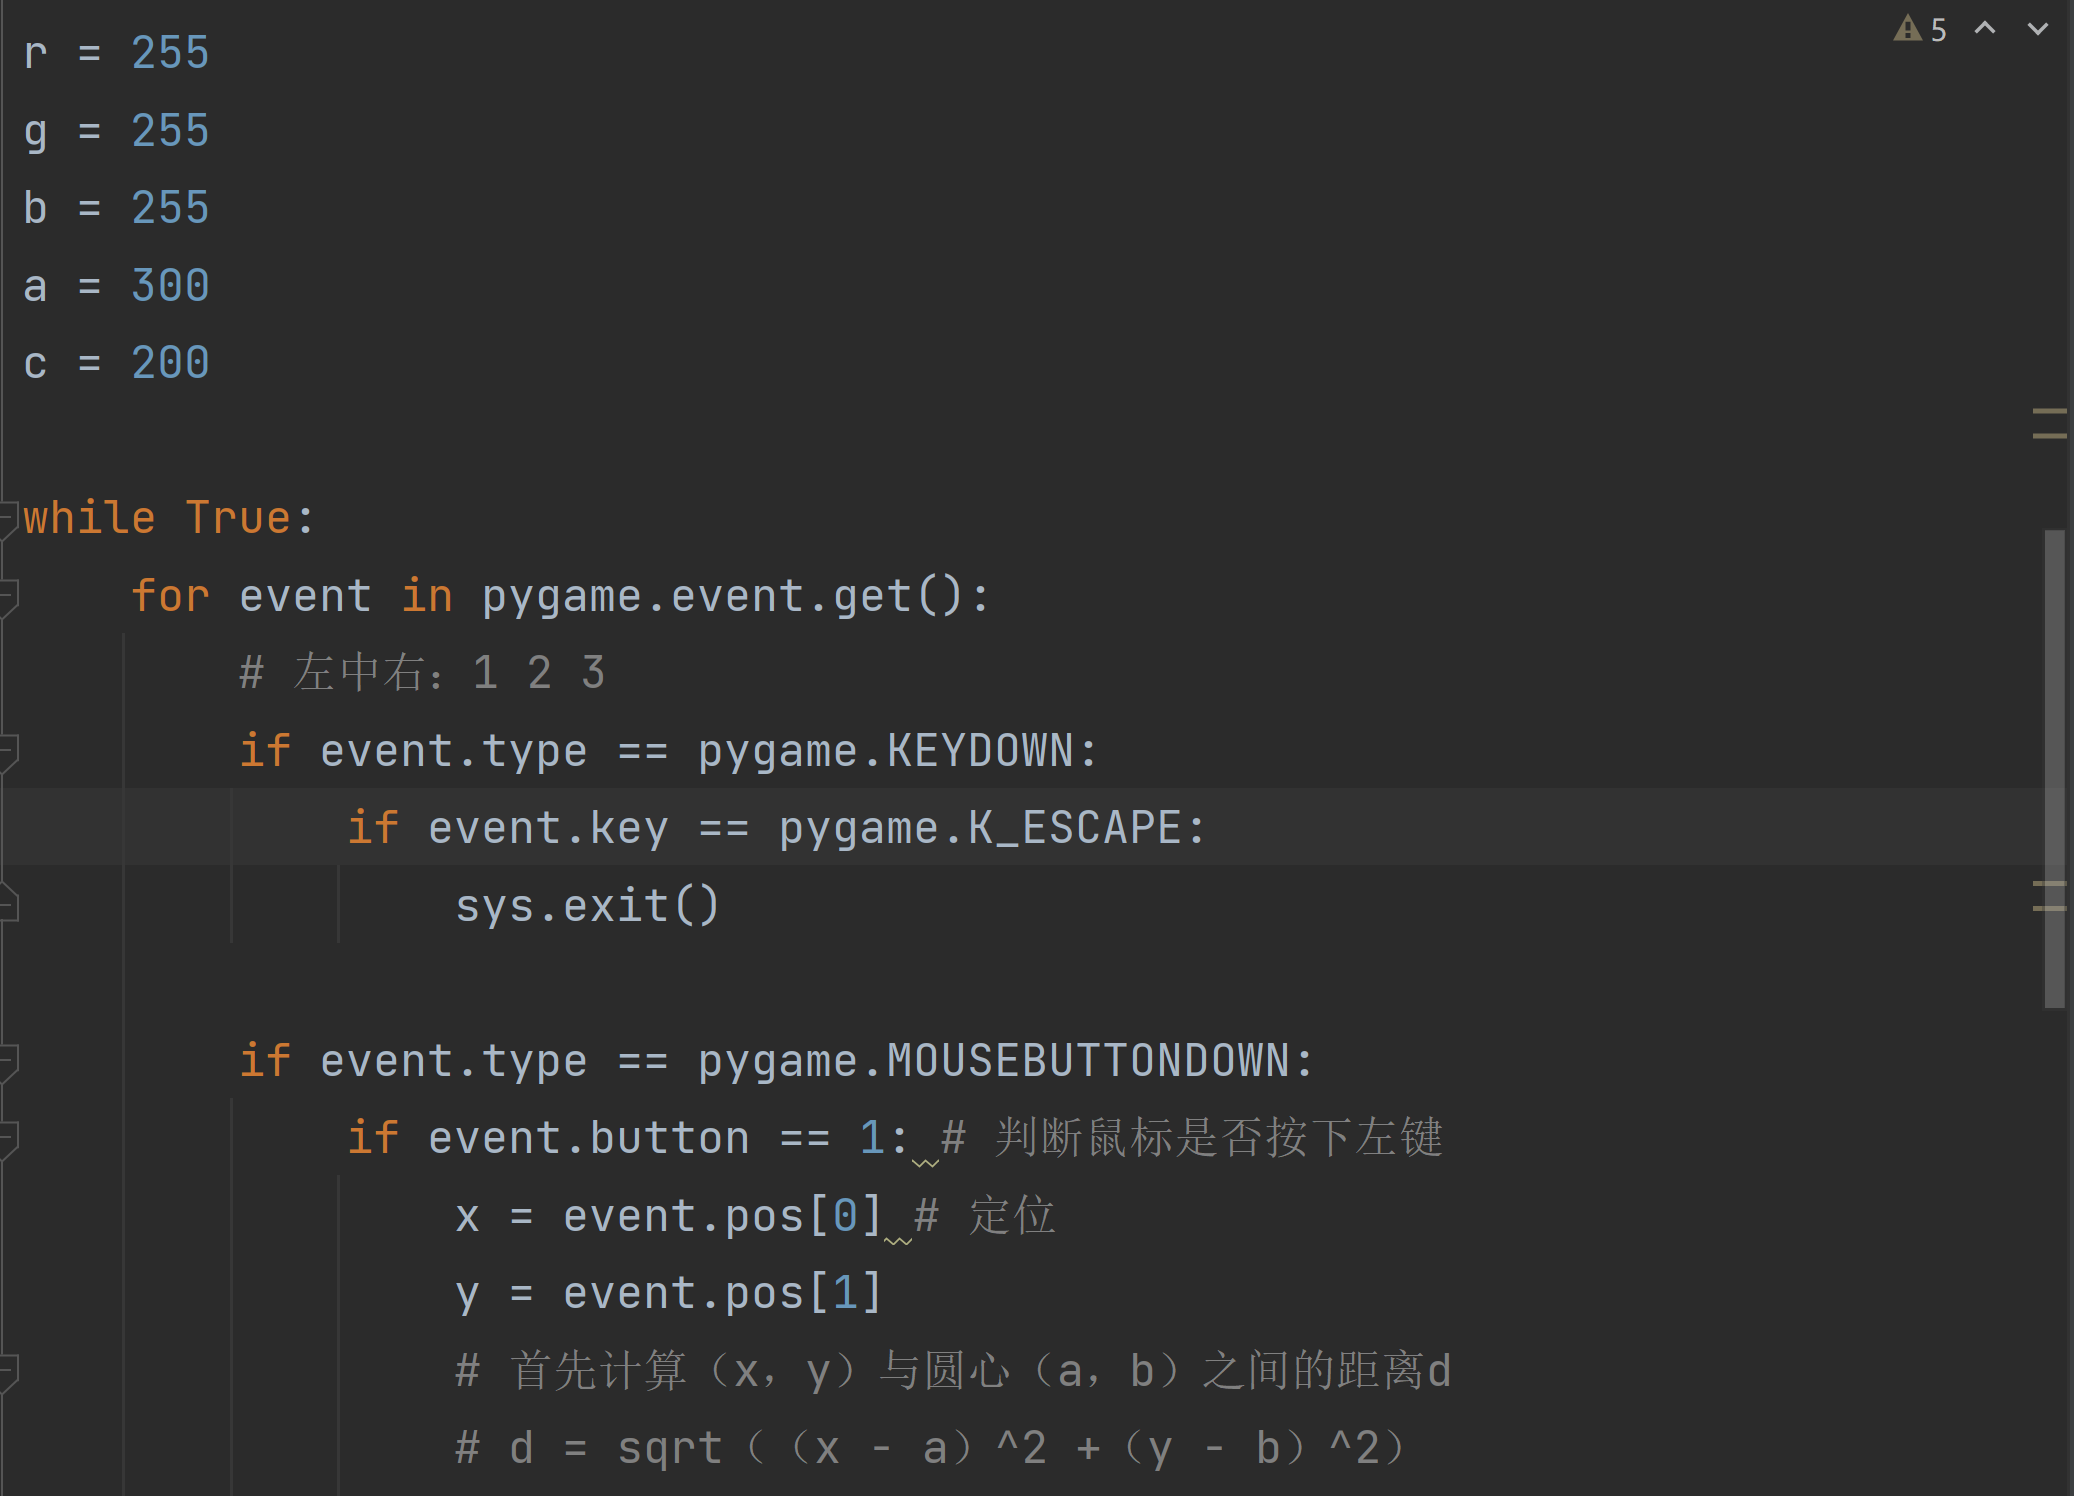 5
r = 255
g = 255
b = 255
a = 300
c = 200
while True:
    for event in pygame.event.get():
        # 左中右：1 2 3
        if event.type == pygame.KEYDOWN:
            if event.key == pygame.K_ESCAPE:
                sys.exit()
        if event.type == pygame.MOUSEBUTTONDOWN:
            if event.button == 1: # 判断鼠标是否按下左键
                x = event.pos[0] # 定位
                y = event.pos[1]
                # 首先计算（x，y）与圆心（a，b）之间的距离d
                # d = sqrt（（x - a）^2 +（y - b）^2）